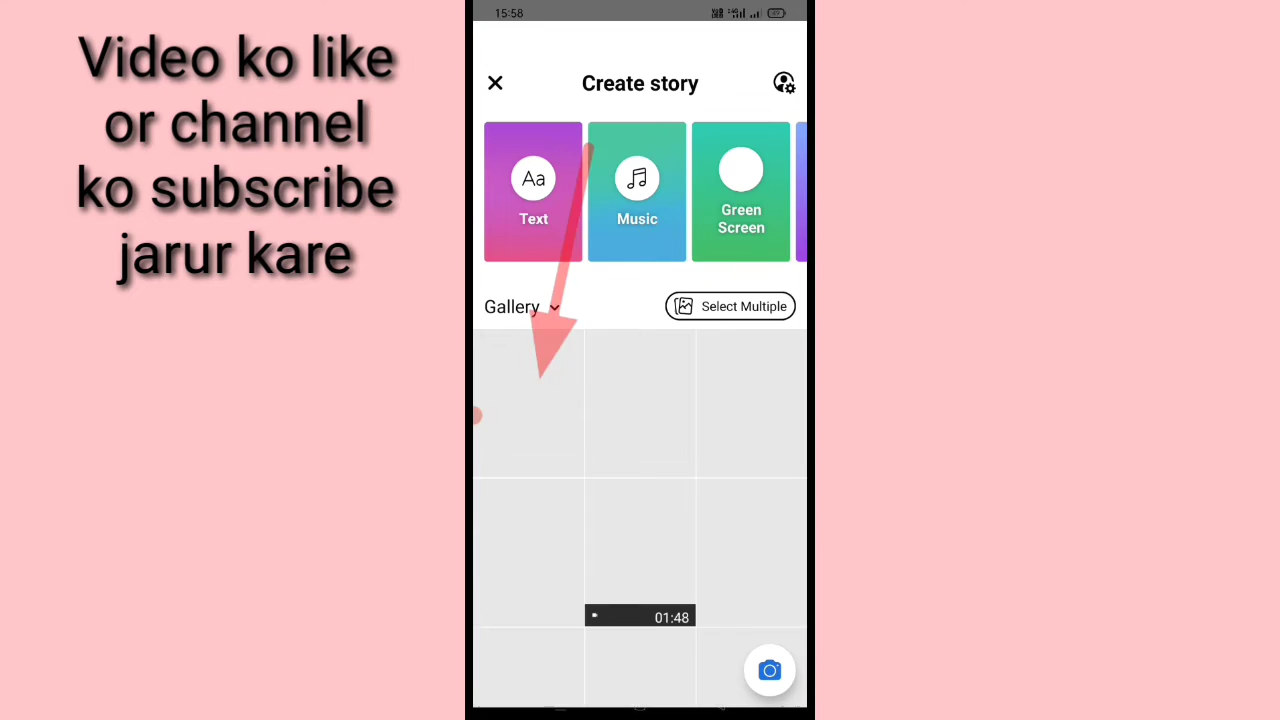 Video ko like
or channel
ko subscribe
jarur kare
15:58
Create story
Aa
Text
Music
Green
Screen
Gallery
Select Multiple
01:48